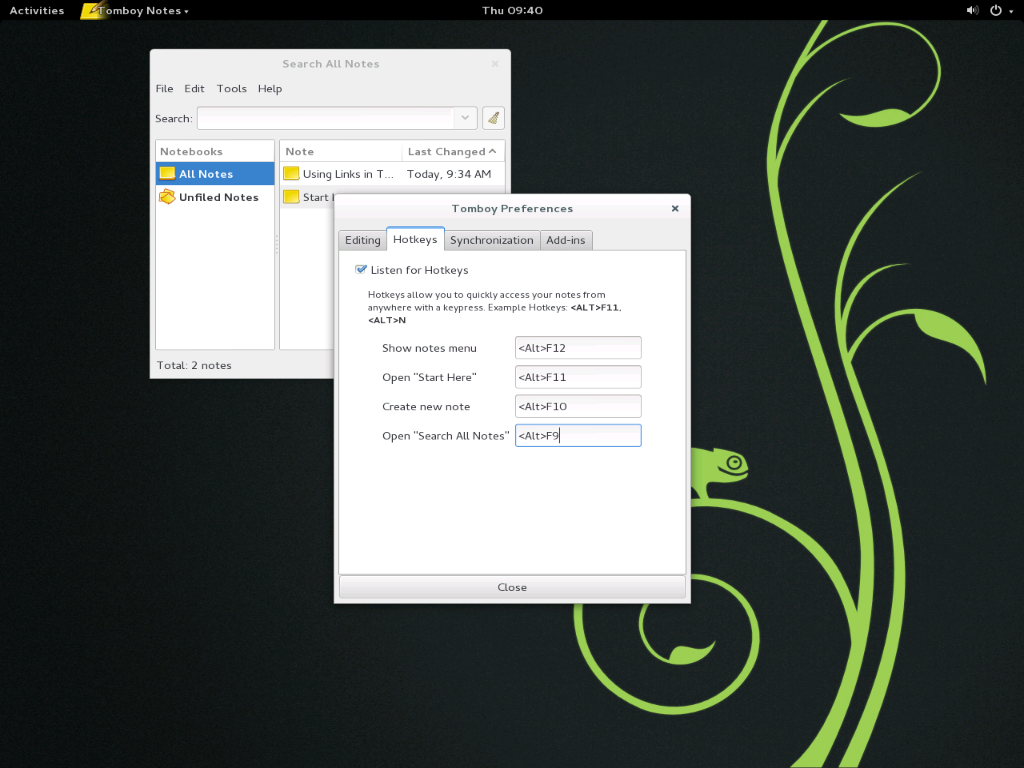 Activities Tomboy Notes Thu 09:40
Search All Notes
File Edit Tools Help
Search:
Notebooks Note Last Changed
All Notes Using Links in T... Today, 9:34 AM
Unfiled Notes Start
Tomboy Preferences
Editing Hotkeys Synchronization Add-ins
Listen for Hotkeys
Hotkeys allow you to quickly access your notes from
anywhere with a keypress. Example Hotkeys: <ALT>F11,
<ALT>N
Show notes menu <Alt>F12
Open "Start Here" <Alt>F11
Create new note <Alt>F10
Open "Search All Notes" <Alt>F9
Total: 2 notes
Close